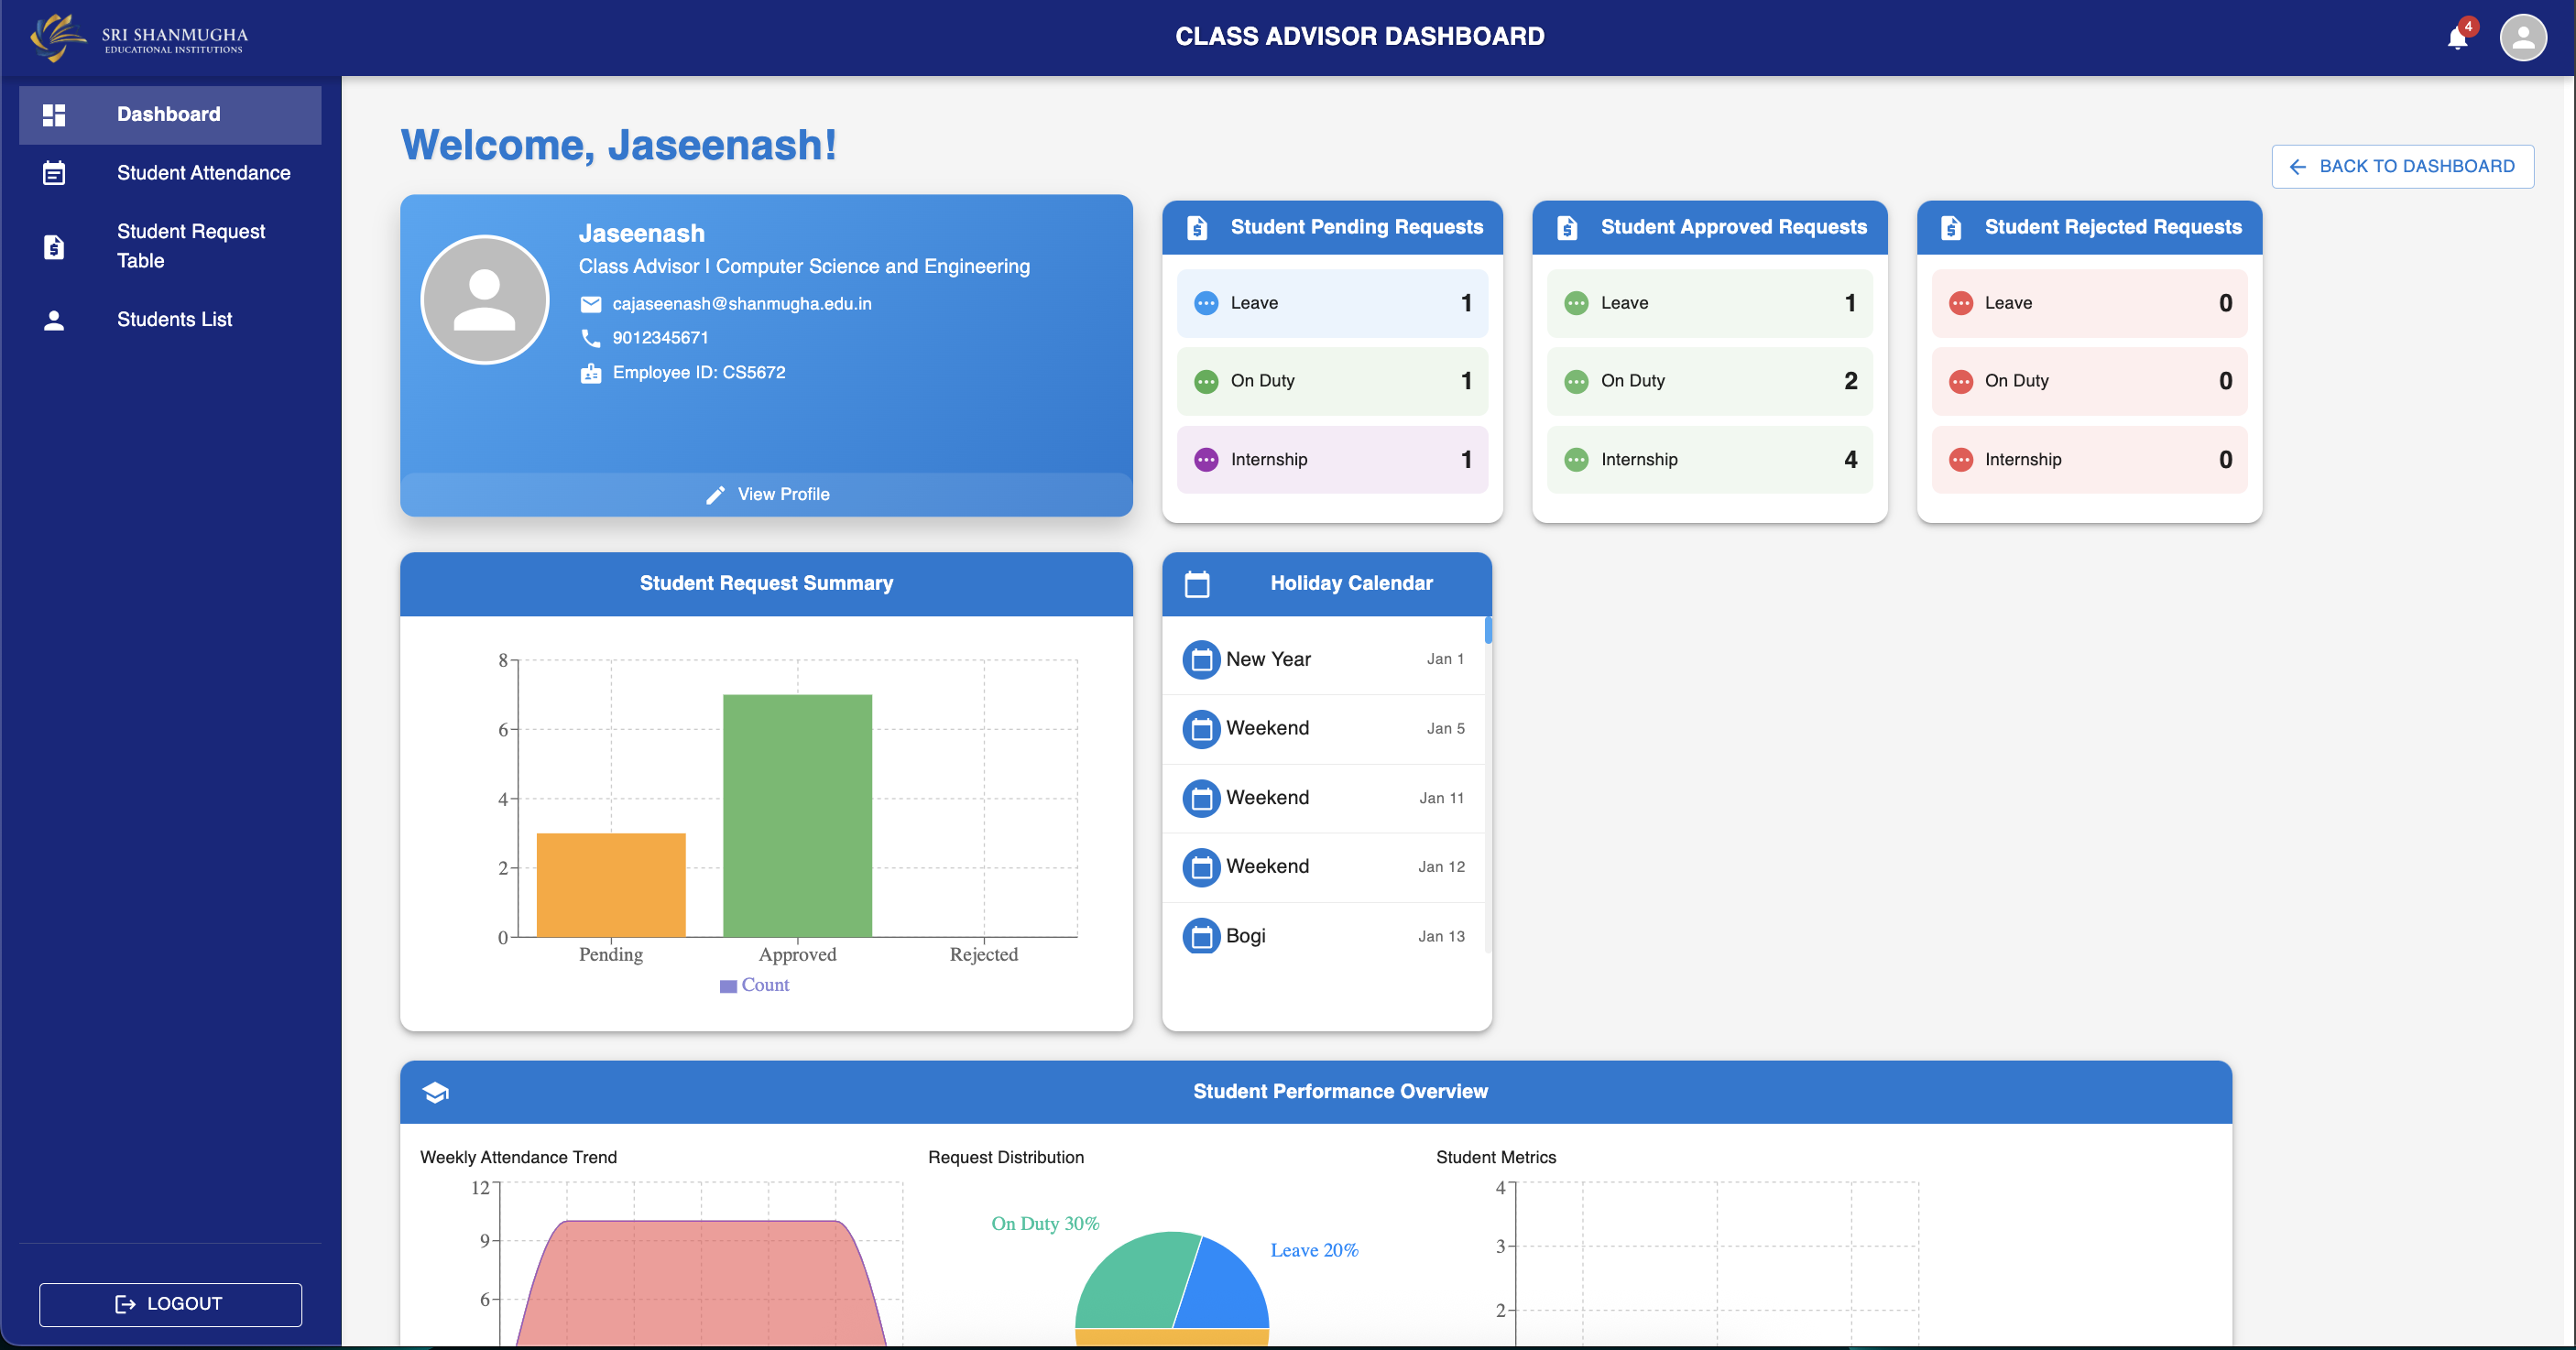 SRI SHANMUGHA
EDUCATIONAL INSTITUTIONS
CLASS ADVISOR DASHBOARD
4
Dashboard
Student Attendance
Student Request
Table
Students List
LOGOUT
Welcome, Jaseenash!
BACK TO DASHBOARD
Jaseenash
Class Advisor | Computer Science and Engineering
cajaseenash@shanmugha.edu.in
9012345671
Employee ID: CS5672
View Profile
Student Pending Requests
Leave 1
On Duty 1
Internship 1
Student Approved Requests
Leave 1
On Duty 2
Internship 4
Student Rejected Requests
Leave 0
On Duty 0
Internship 0
Student Request Summary
8
6
4
2
0
Pending Approved Rejected
Count
Holiday Calendar
New Year Jan 1
Weekend Jan 5
Weekend Jan 11
Weekend Jan 12
Bogi Jan 13
Student Performance Overview
Weekly Attendance Trend
12
9
6
Request Distribution
On Duty 30%
Leave 20%
Student Metrics
4
3
2